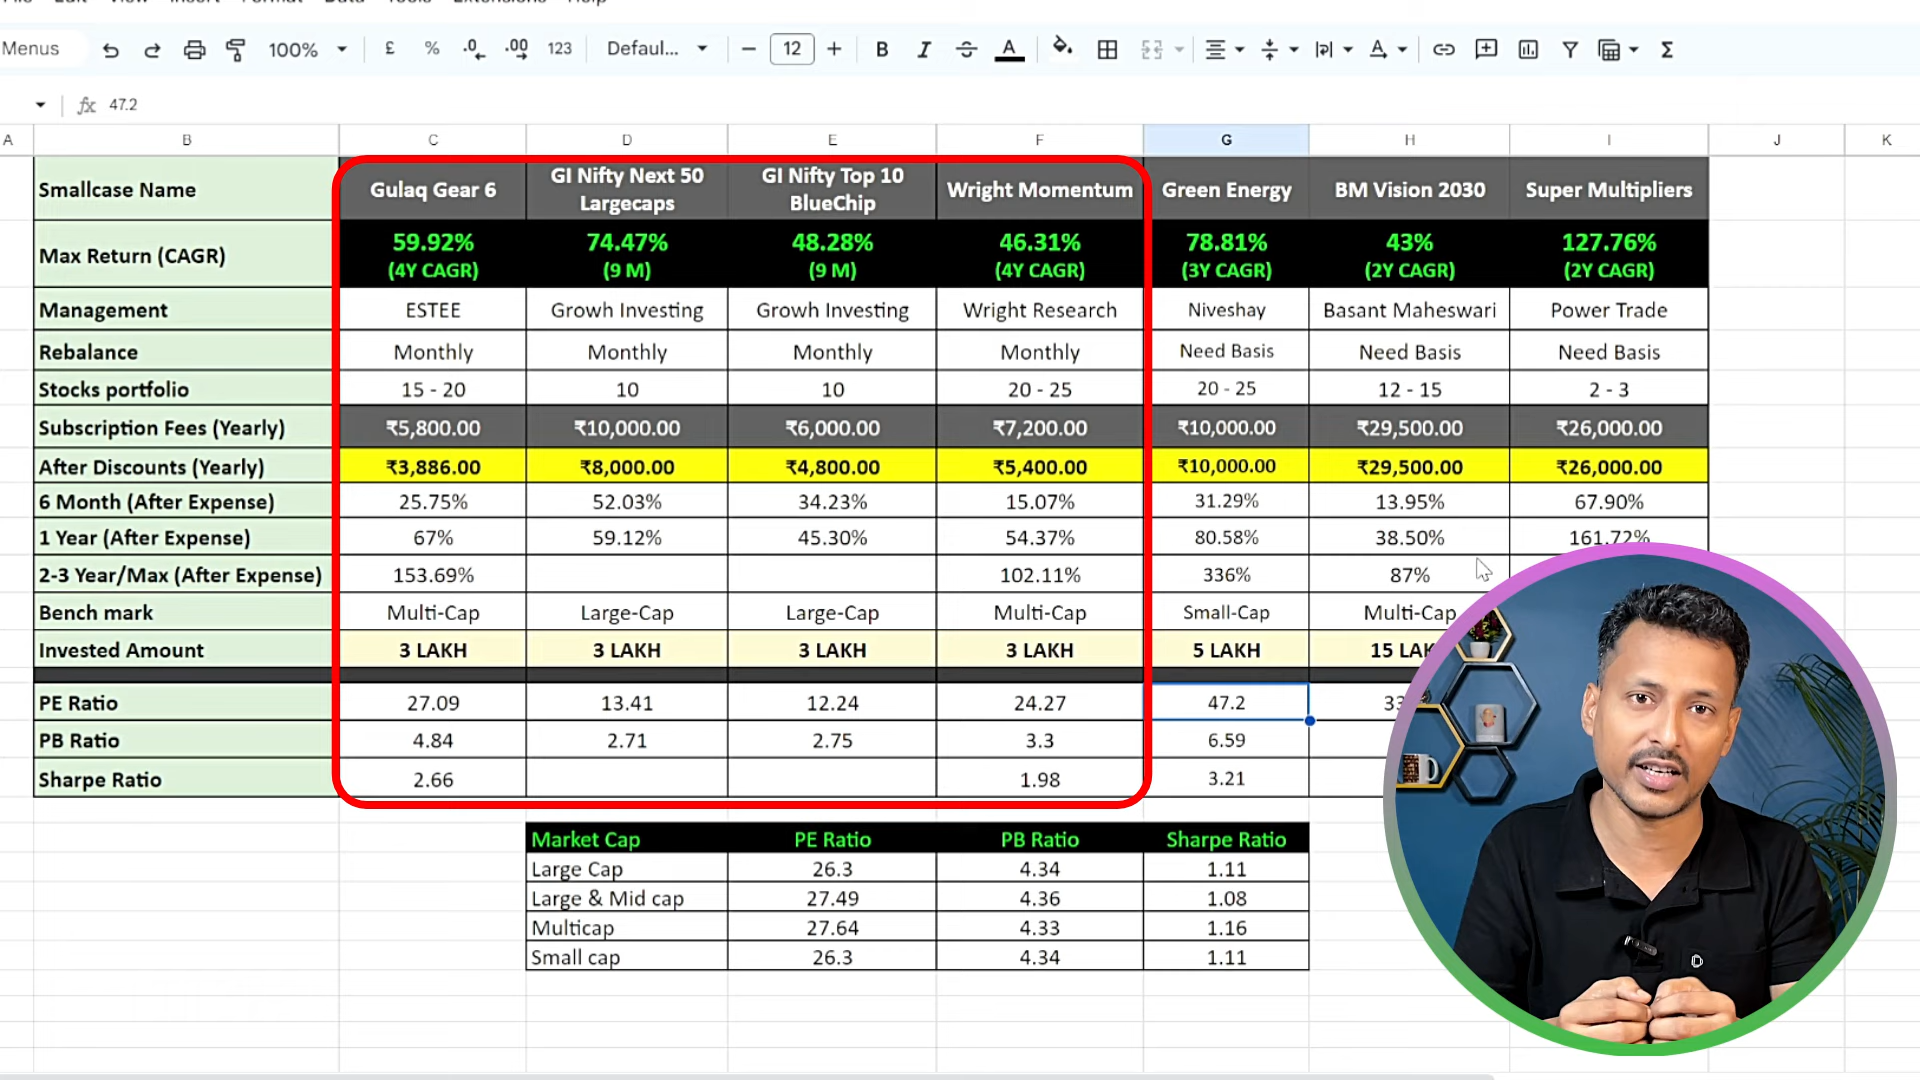 Menus 100% £ % .0 .00 123 Defaul... 12 B I A
fx 47.2
A B C D E F G H I J K
Smallcase Name Gulaq Gear 6 GI Nifty Next 50 Largecaps GI Nifty Top 10 BlueChip Wright Momentum Green Energy BM Vision 2030 Super Multipliers
Max Return (CAGR) 59.92% 74.47% 48.28% 46.31% 78.81% 43% 127.76%
(4Y CAGR) (9 M) (9 M) (4Y CAGR) (3Y CAGR) (2Y CAGR) (2Y CAGR)
Management ESTEE Growh Investing Growh Investing Wright Research Niveshay Basant Maheswari Power Trade
Rebalance Monthly Monthly Monthly Monthly Need Basis Need Basis Need Basis
Stocks portfolio 15 - 20 10 10 20 - 25 20 - 25 12 - 15 2 - 3
Subscription Fees (Yearly) ₹5,800.00 ₹10,000.00 ₹6,000.00 ₹7,200.00 ₹10,000.00 ₹29,500.00 ₹26,000.00
After Discounts (Yearly) ₹3,886.00 ₹8,000.00 ₹4,800.00 ₹5,400.00 ₹10,000.00 ₹29,500.00 ₹26,000.00
6 Month (After Expense) 25.75% 52.03% 34.23% 15.07% 31.29% 13.95% 67.90%
1 Year (After Expense) 67% 59.12% 45.30% 54.37% 80.58% 38.50% 161.72%
2-3 Year/Max (After Expense) 153.69% 102.11% 336% 87%
Bench mark Multi-Cap Large-Cap Large-Cap Multi-Cap Small-Cap Multi-Cap
Invested Amount 3 LAKH 3 LAKH 3 LAKH 3 LAKH 5 LAKH 15 LAK
PE Ratio 27.09 13.41 12.24 24.27 47.2
PB Ratio 4.84 2.71 2.75 3.3 6.59
Sharpe Ratio 2.66 1.98 3.21
Market Cap PE Ratio PB Ratio Sharpe Ratio
Large Cap 26.3 4.34 1.11
Large & Mid cap 27.49 4.36 1.08
Multicap 27.64 4.33 1.16
Small cap 26.3 4.34 1.11